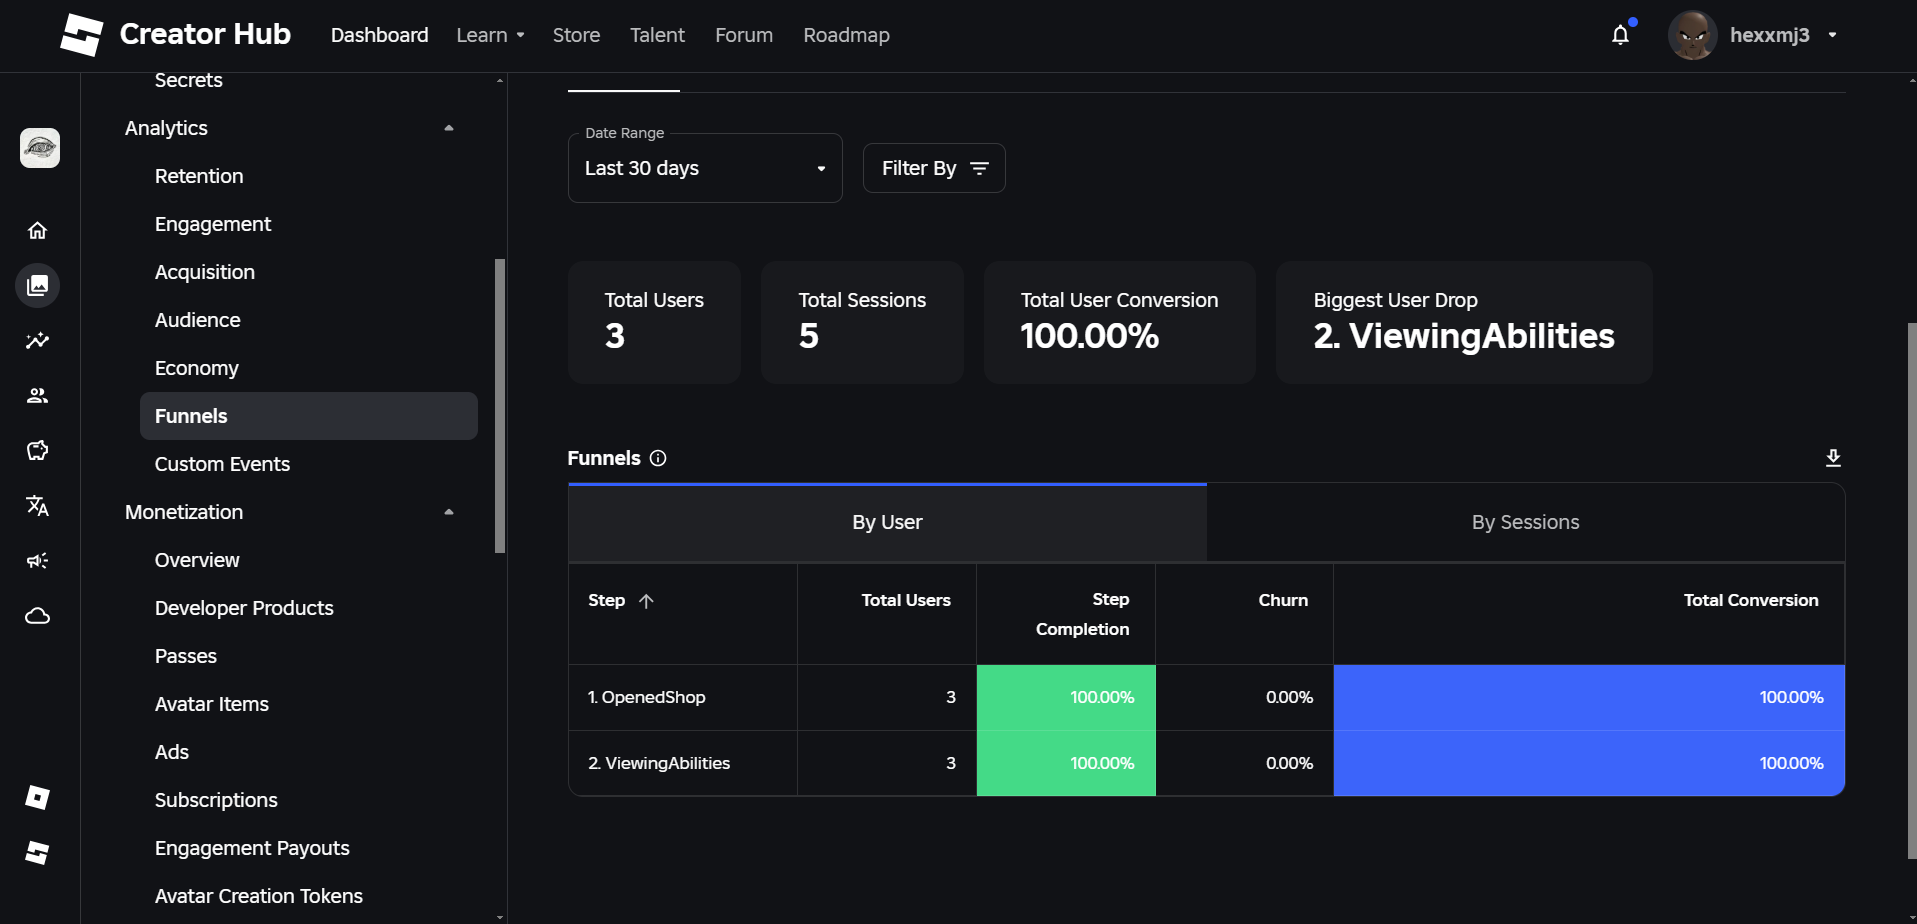 Creator Hub
Dashboard
Learn
Store
Talent
Forum
Roadmap
hexxmj3
Secrets
Analytics
Retention
Engagement
Acquisition
Audience
Economy
Funnels
Custom Events
Monetization
Overview
Developer Products
Passes
Avatar Items
Ads
Subscriptions
Engagement Payouts
Avatar Creation Tokens
Date Range
Last 30 days
Filter By
Total Users
3
Total Sessions
5
Total User Conversion
100.00%
Biggest User Drop
2. ViewingAbilities
Funnels
By User
By Sessions
Step
Total Users
Step
Completion
Churn
Total Conversion
1. OpenedShop
3
100.00%
0.00%
100.00%
2. ViewingAbilities
3
100.00%
0.00%
100.00%